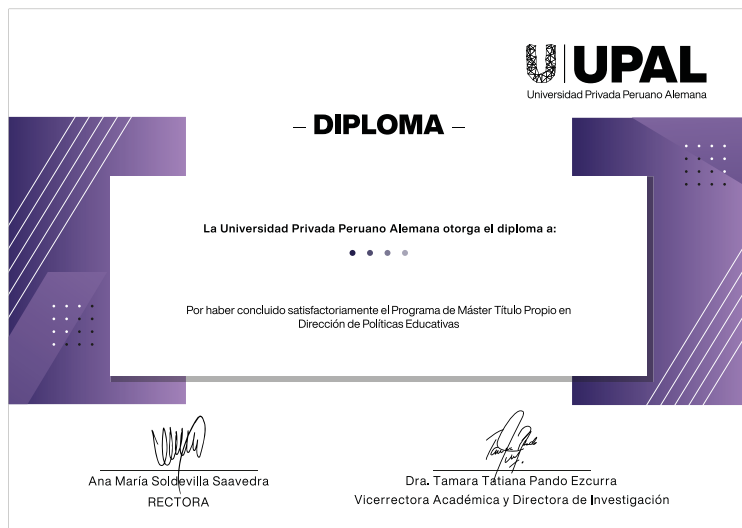 UPAL
Universidad Privada Peruano Alemana
– DIPLOMA –
La Universidad Privada Peruano Alemana otorga el diploma a:
Por haber concluido satisfactoriamente el Programa de Máster Título Propio en
Dirección de Políticas Educativas
Ana María Soldevilla Saavedra
RECTORA
Dra. Tamara Tatiana Pando Ezcurra
Vicerrectora Académica y Directora de Investigación